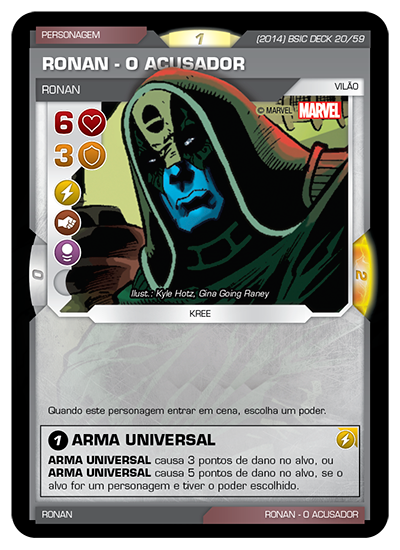 PERSONAGEM
1
(2014) BSIC DECK 20/59
RONAN - O ACUSADOR
RONAN
VILÃO
© MARVEL MARVEL
6
3
0
2
Ilust.: Kyle Hotz, Gina Going Raney
KREE
Quando este personagem entrar em cena, escolha um poder.
1 ARMA UNIVERSAL
ARMA UNIVERSAL causa 3 pontos de dano no alvo, ou
ARMA UNIVERSAL causa 5 pontos de dano no alvo, se o
alvo for um personagem e tiver o poder escolhido.
RONAN
RONAN - O ACUSADOR